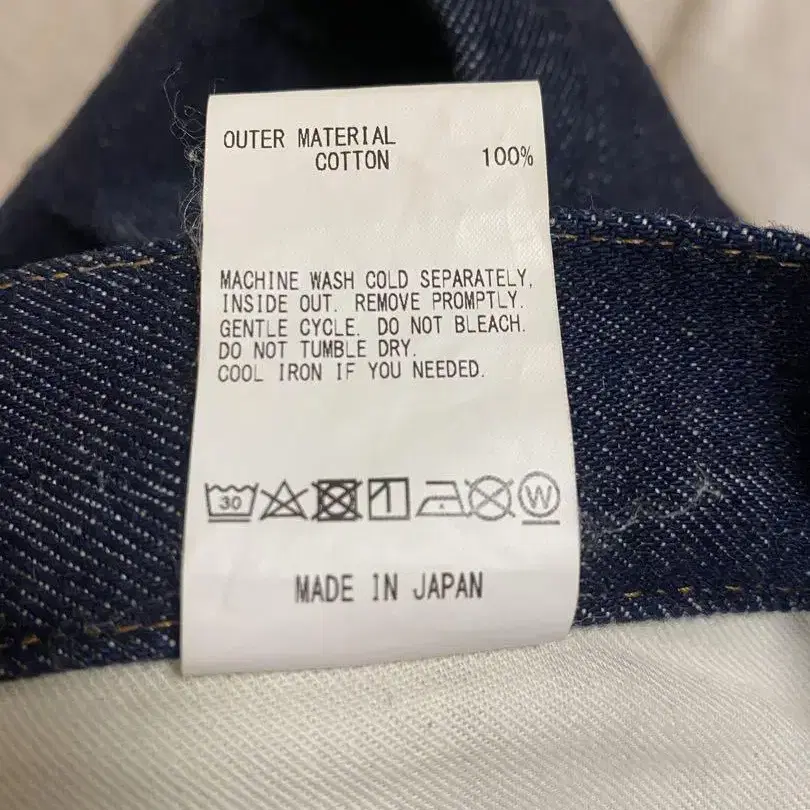 OUTER MATERIAL
COTTON 100%
MACHINE WASH COLD SEPARATELY,
INSIDE OUT. REMOVE PROMPTLY.
GENTLE CYCLE. DO NOT BLEACH.
DO NOT TUMBLE DRY.
COOL IRON IF YOU NEEDED.
30 W
MADE IN JAPAN